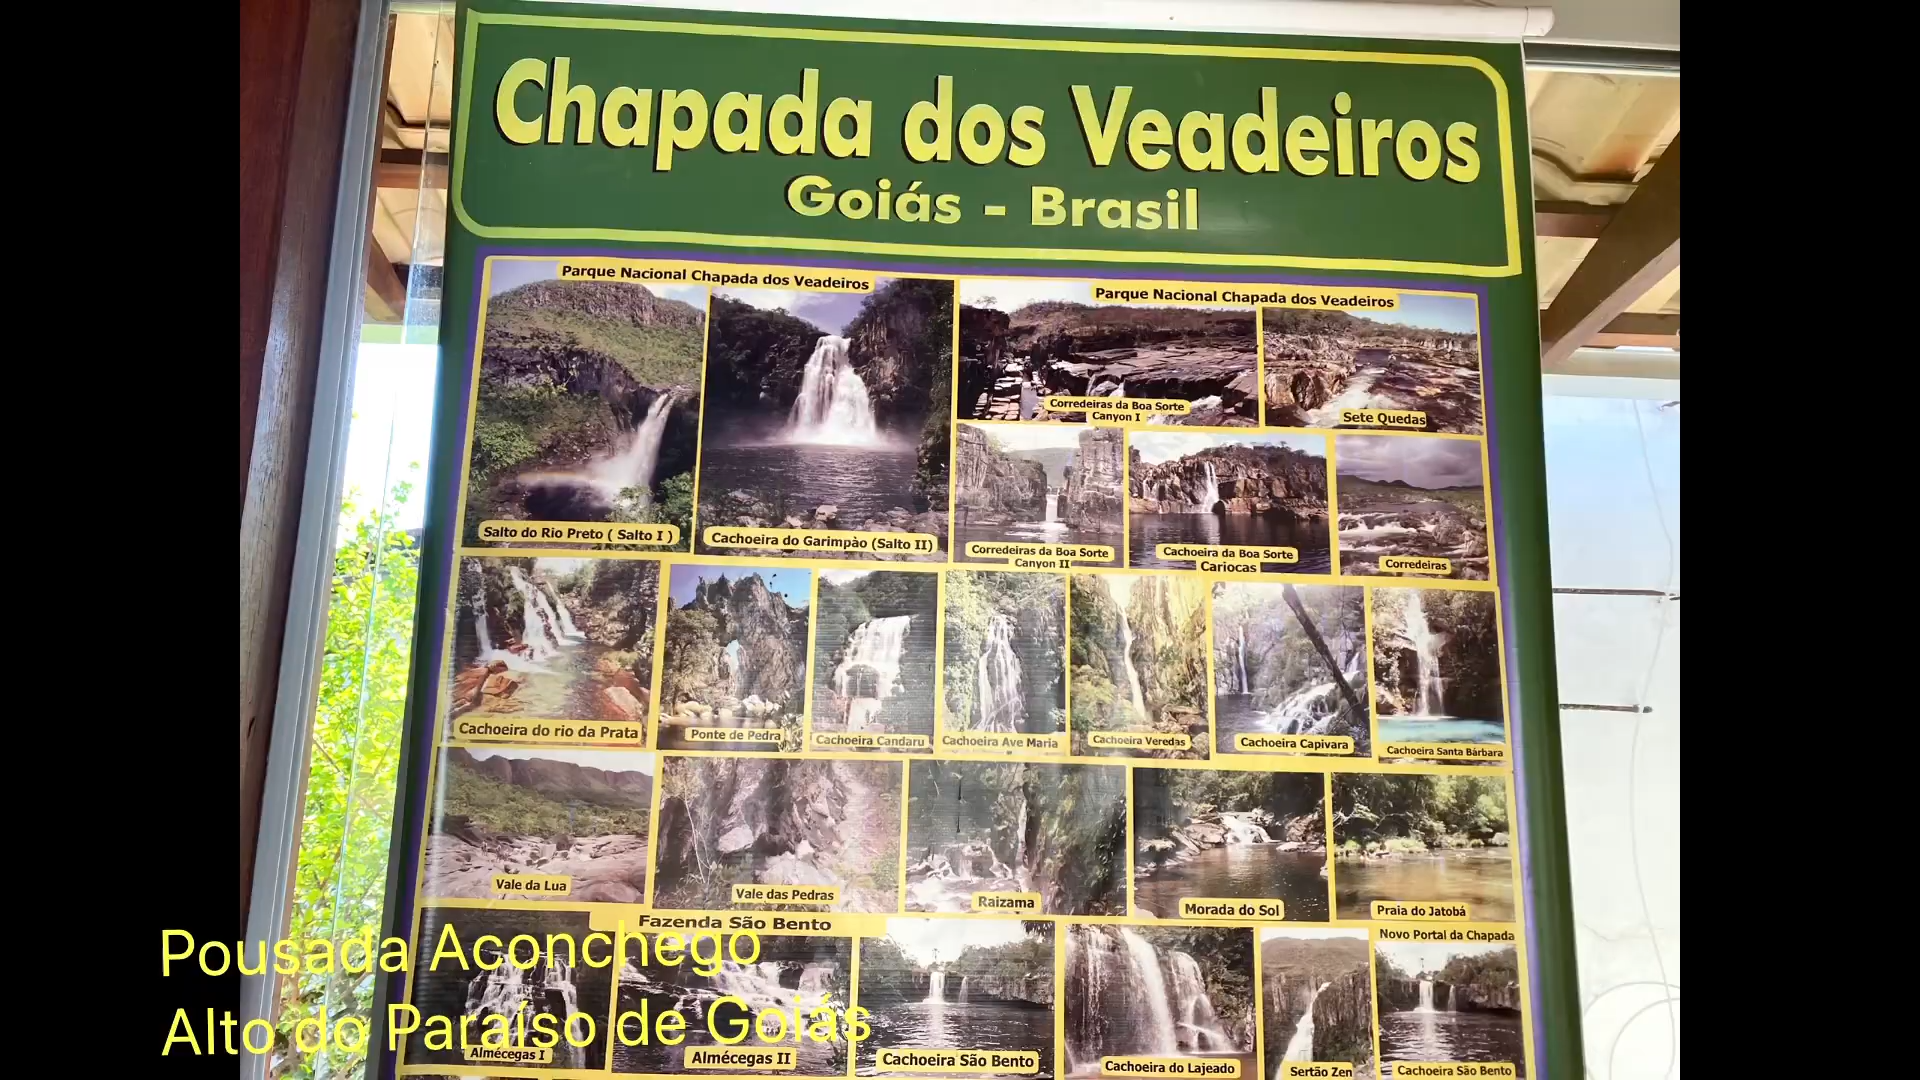 Chapada dos Veadeiros
Goiás - Brasil
Parque Nacional Chapada dos Veadeiros
Parque Nacional Chapada dos Veadeiros
Corredeiras da Boa Sorte
Canyon I
Sete Quedas
Salto do Rio Preto ( Salto I )
Cachoeira do Garimpào (Salto II)
Corredeiras da Boa Sorte
Canyon II
Cachoeira da Boa Sorte
Cariocas
Corredeiras
Cachoeira do rio da Prata
Ponte de Pedra
Cachoeira Candaru
Cachoeira Ave Maria
Cachoeira Veredas
Cachoeira Capivara
Cachoeira Santa Bárbara
Vale da Lua
Vale das Pedras
Raizama
Morada do Sol
Praia do Jatobá
Fazenda São Bento
Novo Portal da Chapada
Almécegas I
Almécegas II
Cachoeira São Bento
Cachoeira do Lajeado
Sertão Zen
Cachoeira São Bento
Pousada Aconchego
Alto do Paraíso de Goiás